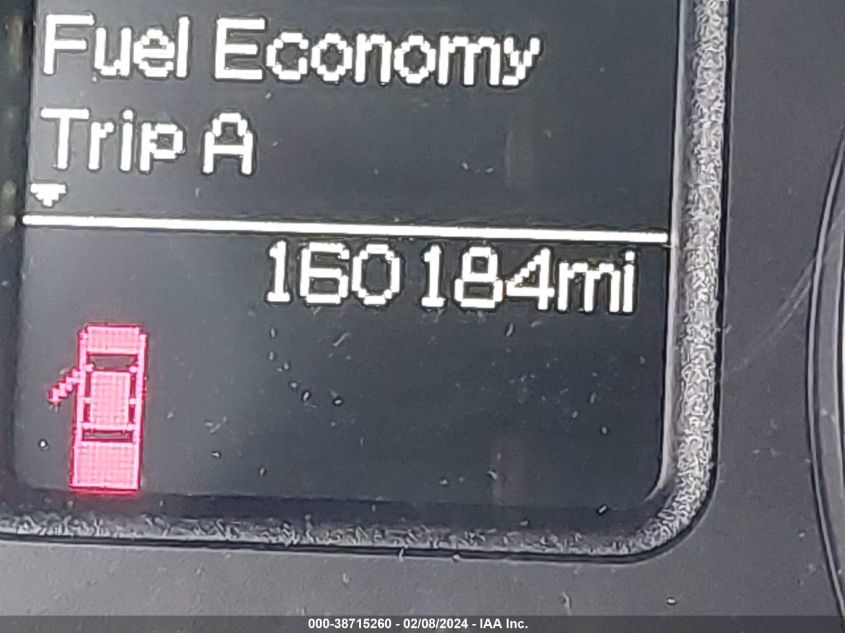 Fuel Economy
Trip A
160184mi
000-38715260 - 02/08/2024 - IAA Inc.